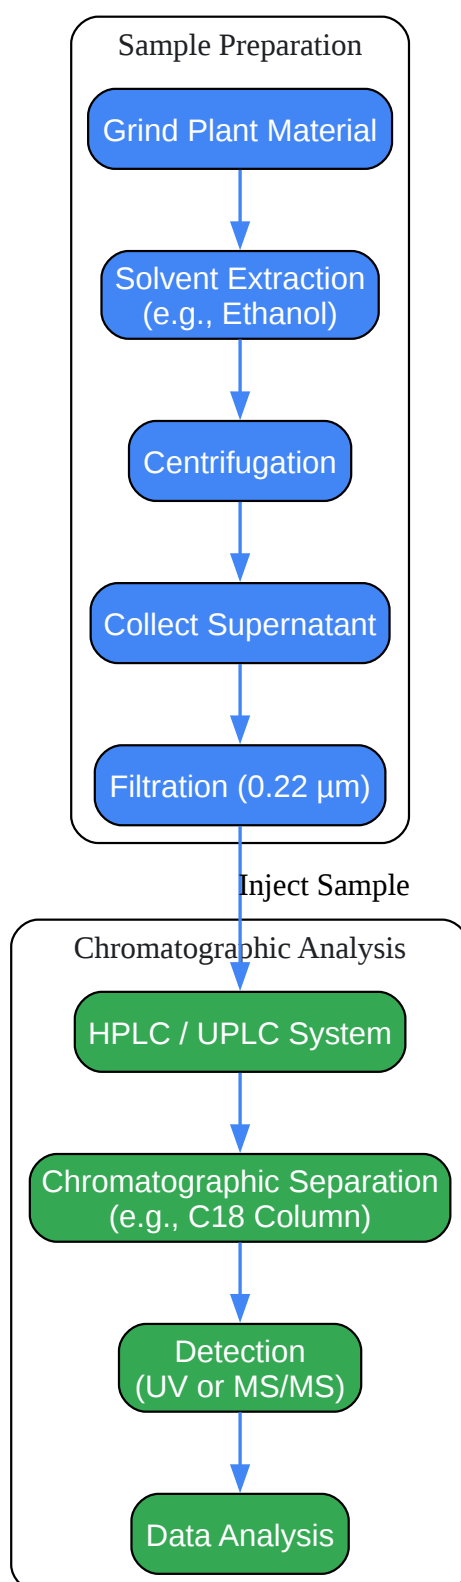 Sample Preparation
Grind Plant Material
Solvent Extraction
(e.g., Ethanol)
Centrifugation
Collect Supernatant
Filtration (0.22 µm)
Inject Sample
Chromatographic Analysis
HPLC / UPLC System
Chromatographic Separation
(e.g., C18 Column)
Detection
(UV or MS/MS)
Data Analysis